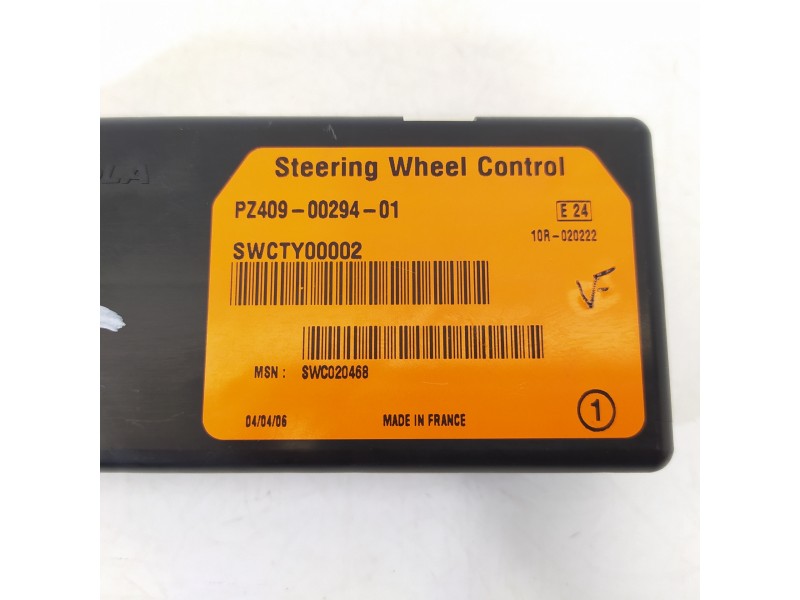 Steering Wheel Control
PZ409-00294-01
E 24
10R-020222
SWCTY00002
MSN : SWC020468
04/04/06
MADE IN FRANCE
1